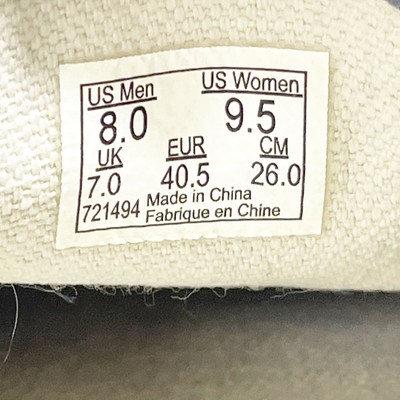 US Men US Women
8.0 9.5
UK EUR CM
7.0 40.5 26.0
721494 Made in China
Fabrique en Chine